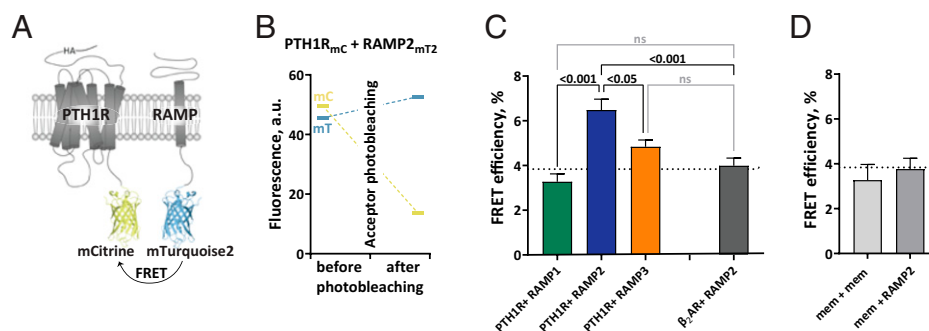 A
HA
PTH1R
RAMP
mCitrine mTurquoise2
FRET
B
PTH1RmC + RAMP2mT2
Fluorescence, a.u.
60
40
20
0
mC
mT
Acceptor photobleaching
before after
photobleaching
C
FRET efficiency, %
8
6
4
2
0
ns
<0.001
<0.001 <0.05 ns
PTH1R+ RAMP1
PTH1R+ RAMP2
PTH1R+ RAMP3
β₂AR+ RAMP2
D
FRET efficiency, %
8
6
4
2
0
mem + mem
mem + RAMP2